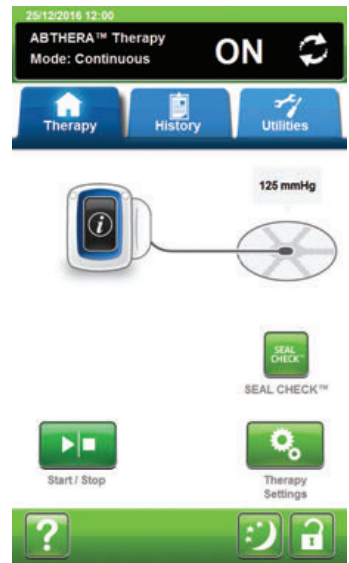 25/12/2016 12:00
ABTHERA™ Therapy
Mode: Continuous
ON
Therapy
History
Utilities
125 mmHg
i
SEAL
CHECK™
SEAL CHECK™
Start / Stop
Therapy
Settings
?